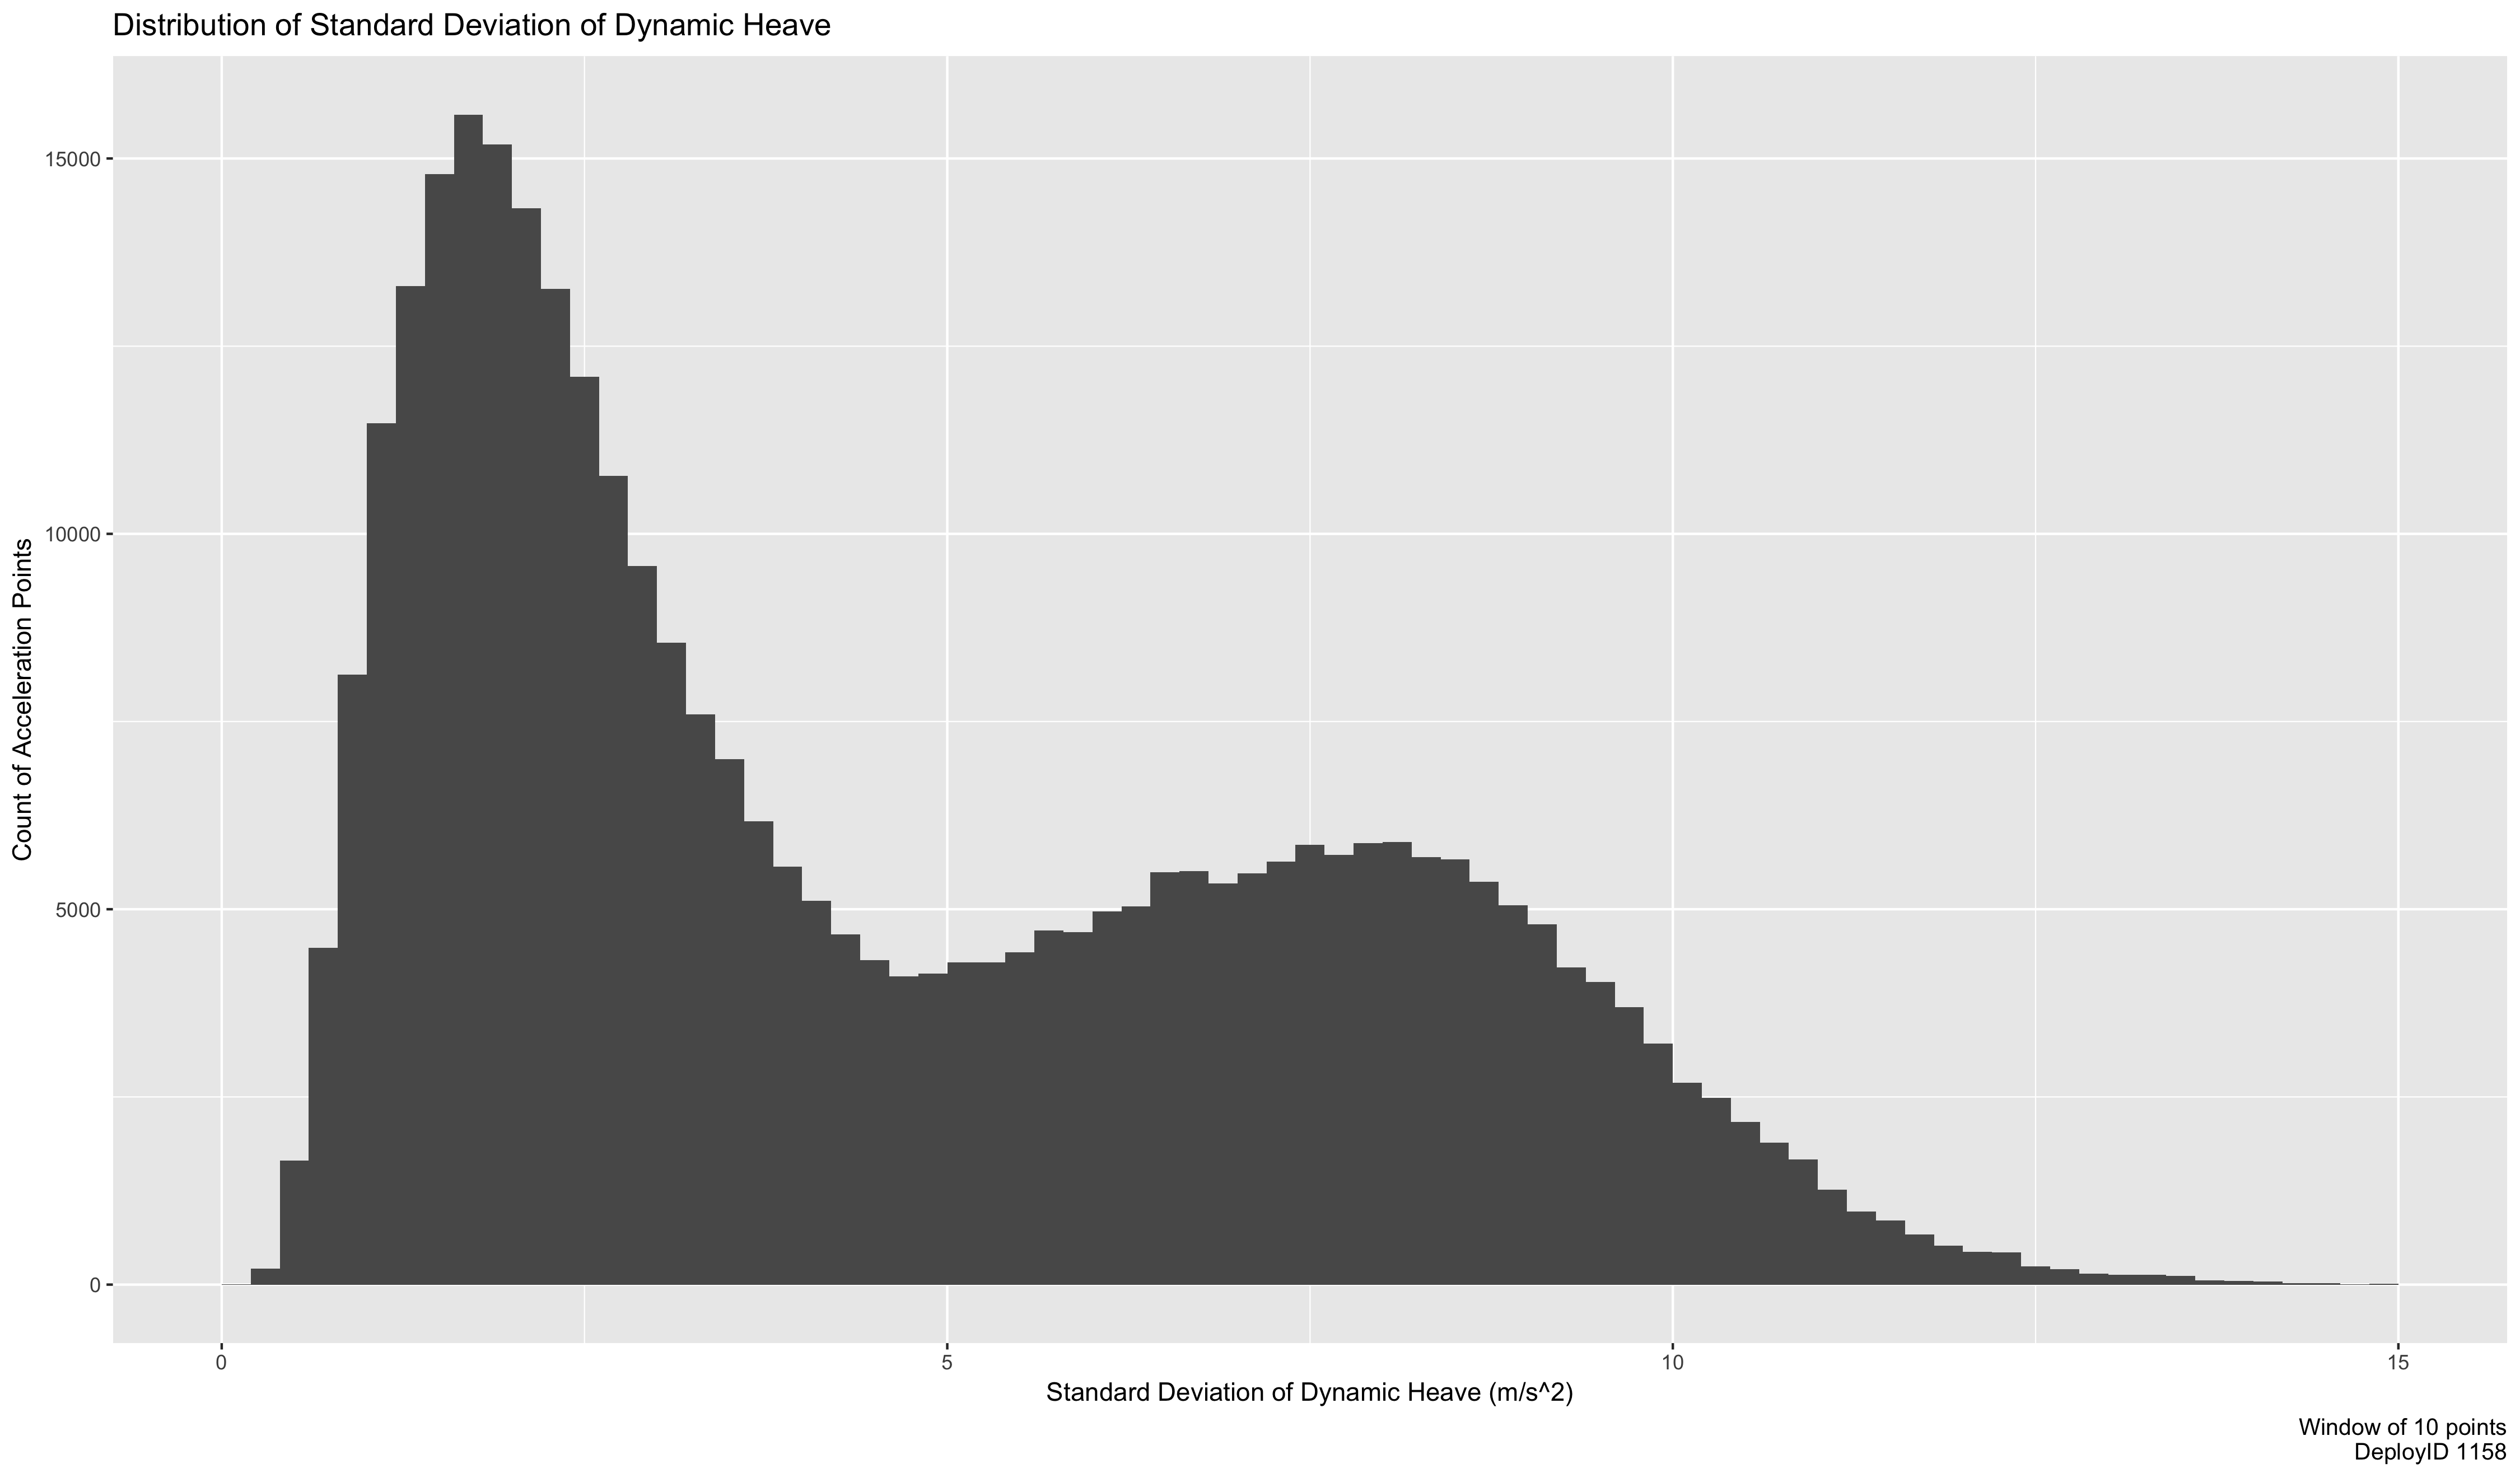 Distribution of Standard Deviation of Dynamic Heave
15000
10000
5000
0
Count of Acceleration Points
0
5
10
15
Standard Deviation of Dynamic Heave (m/s^2)
Window of 10 points
DeployID 1158